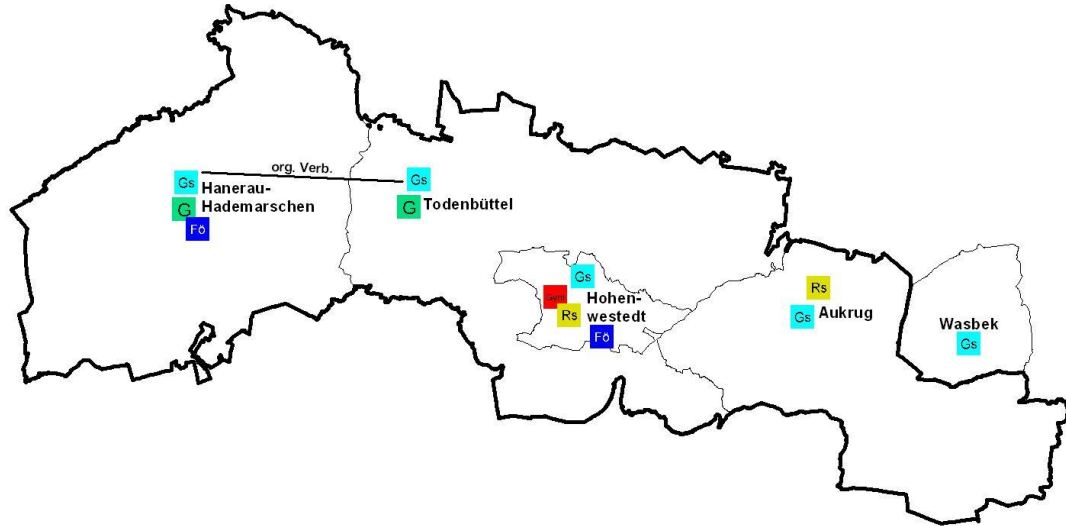 org. Verb.
Gs
Hanerau-
Hademarschen
G
Fö
Gs
G
Todenbüttel
Gs
Gym
Rs
Hohen-
westedt
Fö
Rs
Gs
Aukrug
Wasbek
Gs